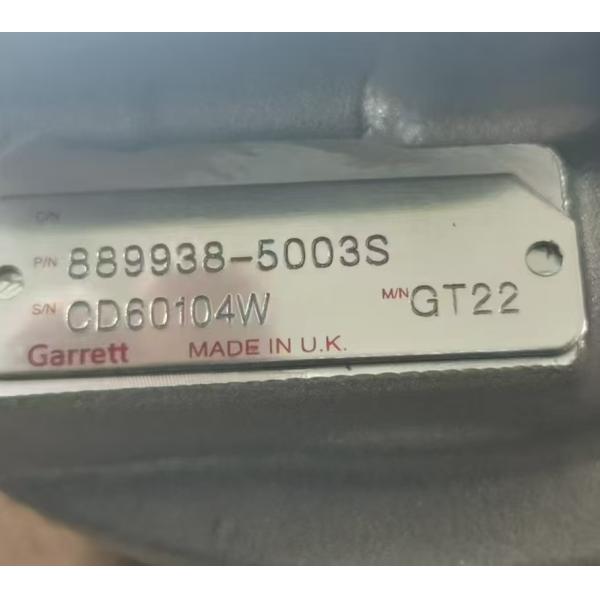 C/N
P/N 889938-5003S
S/N CD60104W M/N GT22
Garrett MADE IN U.K.